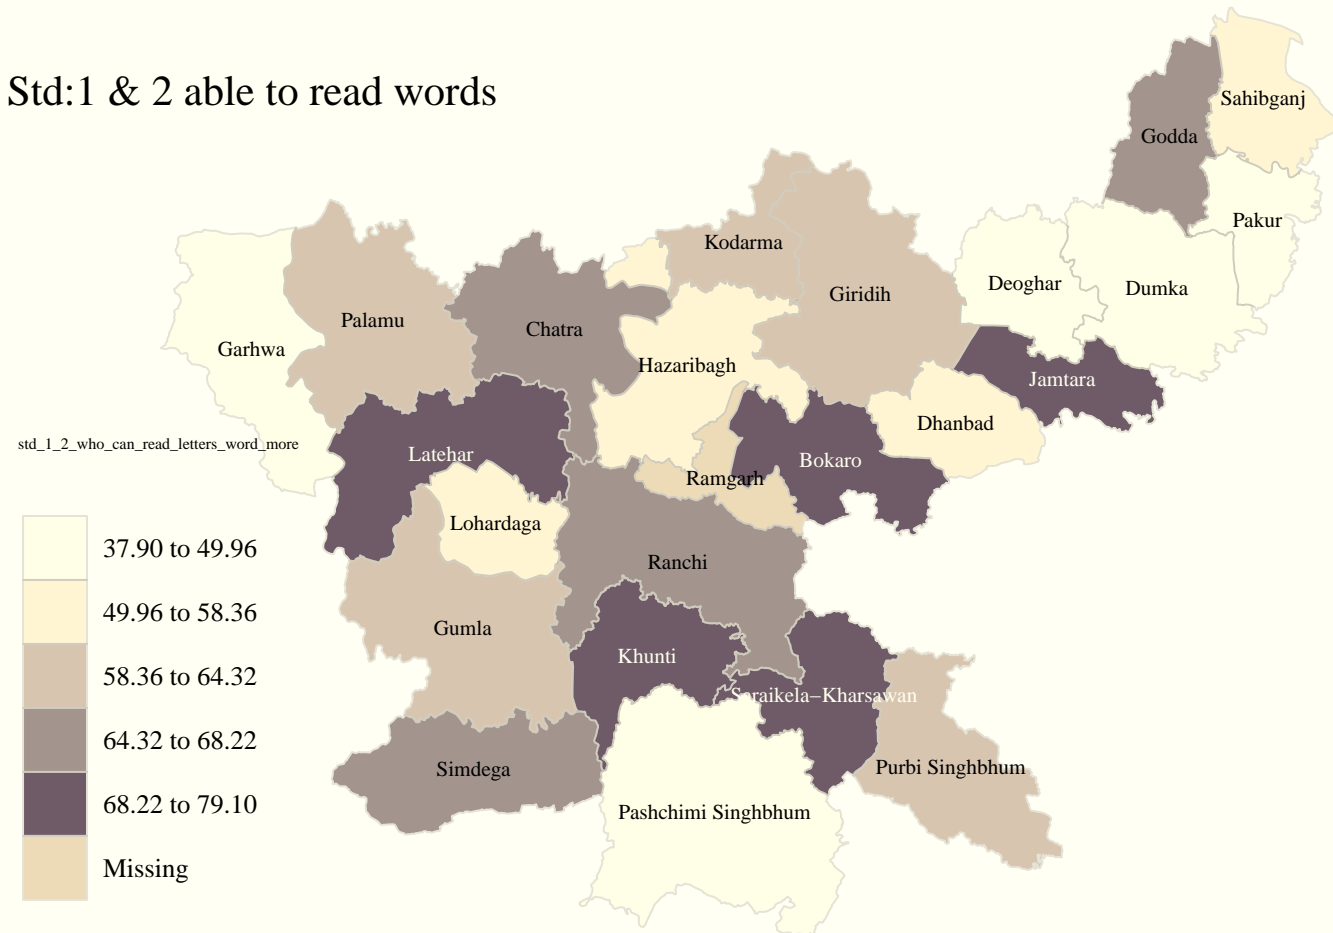 Std:1 & 2 able to read words
Sahibganj
Godda
Pakur
Kodarma
Deoghar
Dumka
Giridih
Palamu
Chatra
Garhwa
Hazaribagh
Jamtara
Dhanbad
std_1_2_who_can_read_letters_word_more
Latehar
Bokaro
Ramgarh
Lohardaga
37.90 to 49.96
Ranchi
49.96 to 58.36
Gumla
Khunti
58.36 to 64.32
Saraikela−Kharsawan
64.32 to 68.22
Simdega
Purbi Singhbhum
68.22 to 79.10
Pashchimi Singhbhum
Missing